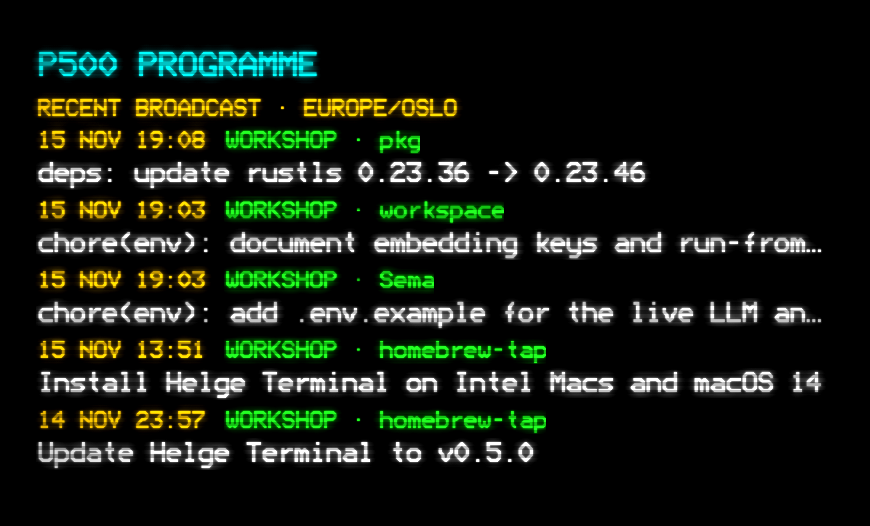 P500 PROGRAMME
RECENT BROADCAST · EUROPE/OSLO
15 NOV 19:08 WORKSHOP · pkg
deps: update rustls 0.23.36 -> 0.23.46
15 NOV 19:03 WORKSHOP · workspace
chore(env): document embedding keys and run-from…
15 NOV 19:03 WORKSHOP · Sema
chore(env): add .env.example for the live LLM an…
15 NOV 13:51 WORKSHOP · homebrew-tap
Install Helge Terminal on Intel Macs and macOS 14
14 NOV 23:57 WORKSHOP · homebrew-tap
Update Helge Terminal to v0.5.0